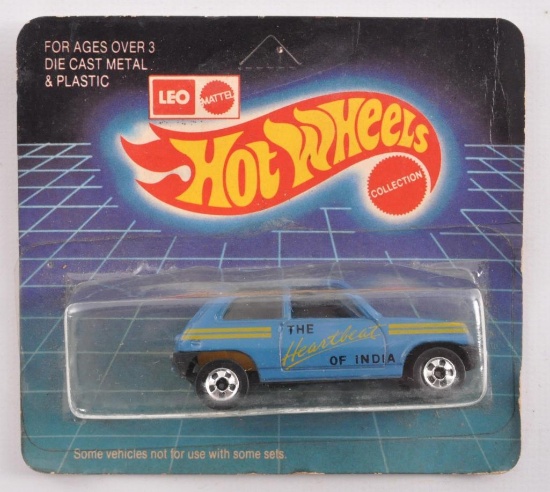 FOR AGES OVER 3
DIE CAST METAL
& PLASTIC
LEO
MATTEL
HOT WHEELS
COLLECTION
THE
Heartbeat
OF INDIA
Some vehicles not for use with some sets.